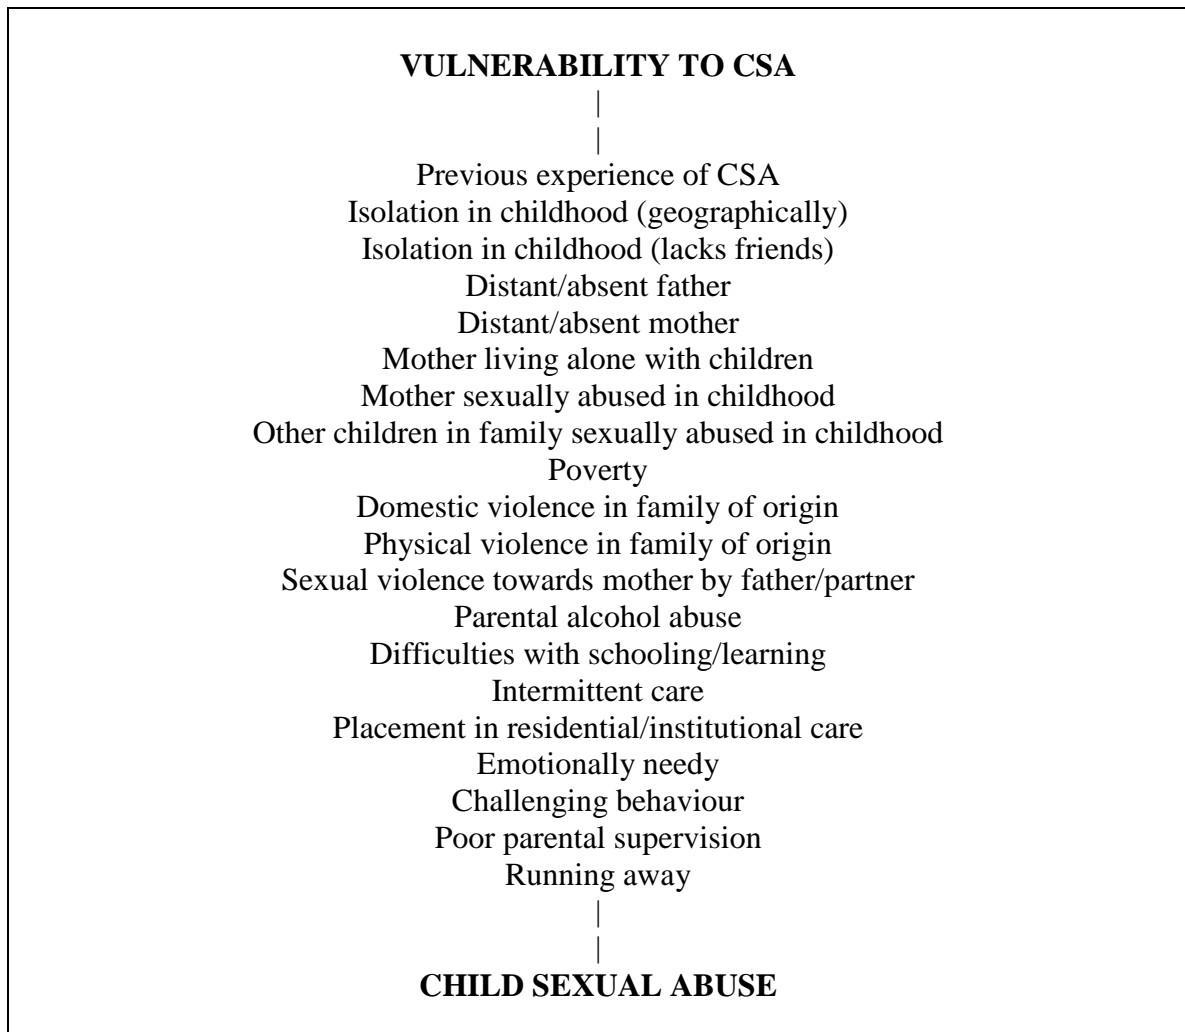 VULNERABILITY TO CSA
|
|
Previous experience of CSA
Isolation in childhood (geographically)
Isolation in childhood (lacks friends)
Distant/absent father
Distant/absent mother
Mother living alone with children
Mother sexually abused in childhood
Other children in family sexually abused in childhood
Poverty
Domestic violence in family of origin
Physical violence in family of origin
Sexual violence towards mother by father/partner
Parental alcohol abuse
Difficulties with schooling/learning
Intermittent care
Placement in residential/institutional care
Emotionally needy
Challenging behaviour
Poor parental supervision
Running away
|
|
CHILD SEXUAL ABUSE